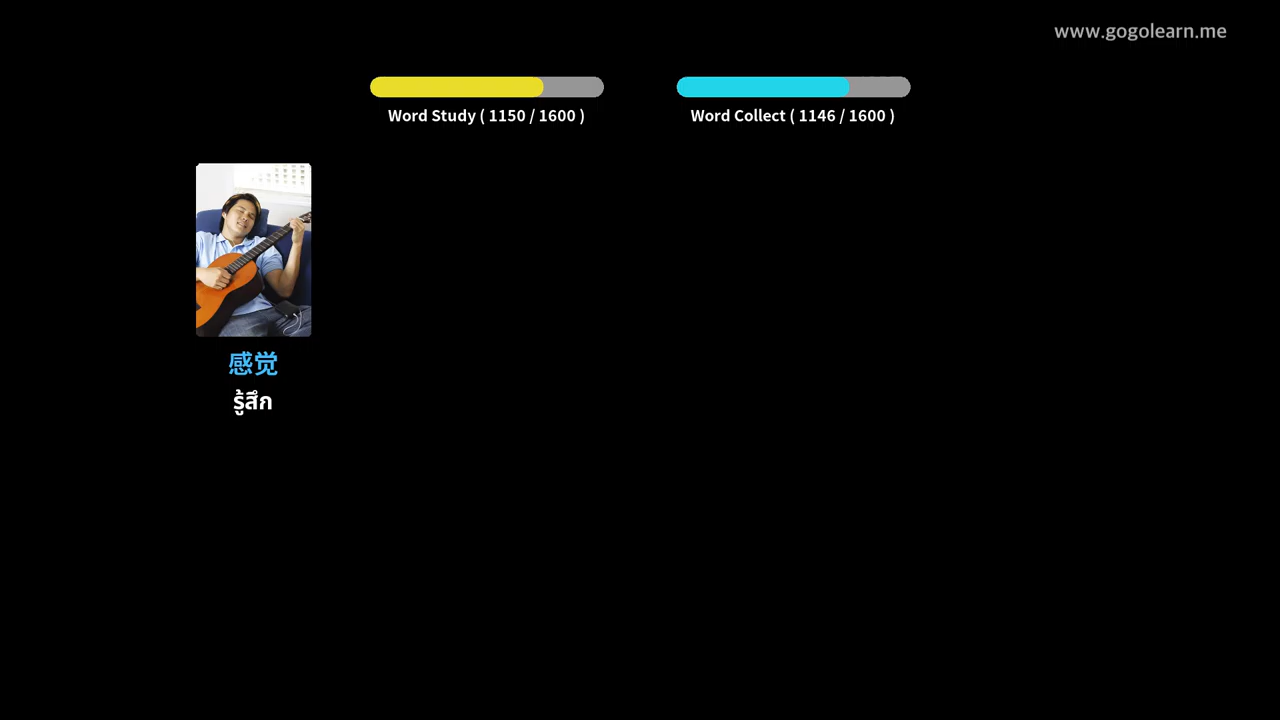 www.gogolearn.me
Word Study ( 1150 / 1600 )
Word Collect ( 1146 / 1600 )
感觉
รู้สึก